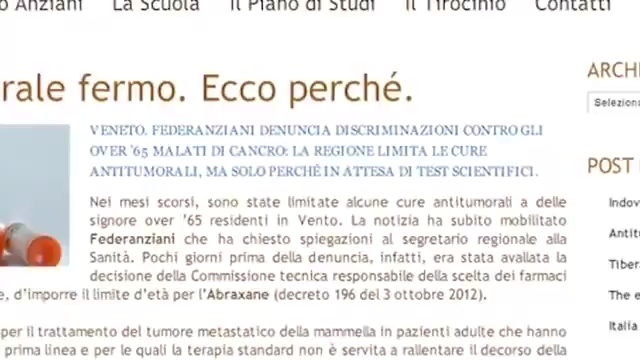 Anziani La Scuola Il Piano di Studi Il Tirocinio Contatti
ARCHI
rale fermo. Ecco perché.
Seleziona
VENETO. FEDERANZIANI DENUNCIA DISCRIMINAZIONI CONTRO GLI
OVER '65 MALATI DI CANCRO: LA REGIONE LIMITA LE CURE
ANTITUMORALI, MA SOLO PERCHÉ IN ATTESA DI TEST SCIENTIFICI.
POST
Nei mesi scorsi, sono state limitate alcune cure antitumorali a delle
signore over '65 residenti in Vento. La notizia ha subito mobilitato
Federanziani che ha chiesto spiegazioni al segretario regionale alla
Sanità. Pochi giorni prima della denuncia, infatti, era stata avallata la
decisione della Commissione tecnica responsabile della scelta dei farmaci
e, d'imporre il limite d'età per l'Abraxane (decreto 196 del 3 ottobre 2012).
Indov
Antitu
Tiber
The e
Italia
per il trattamento del tumore metastatico della mammella in pazienti adulte che hanno
prima linea e per le quali la terapia standard non è servita a rallentare il decorso della